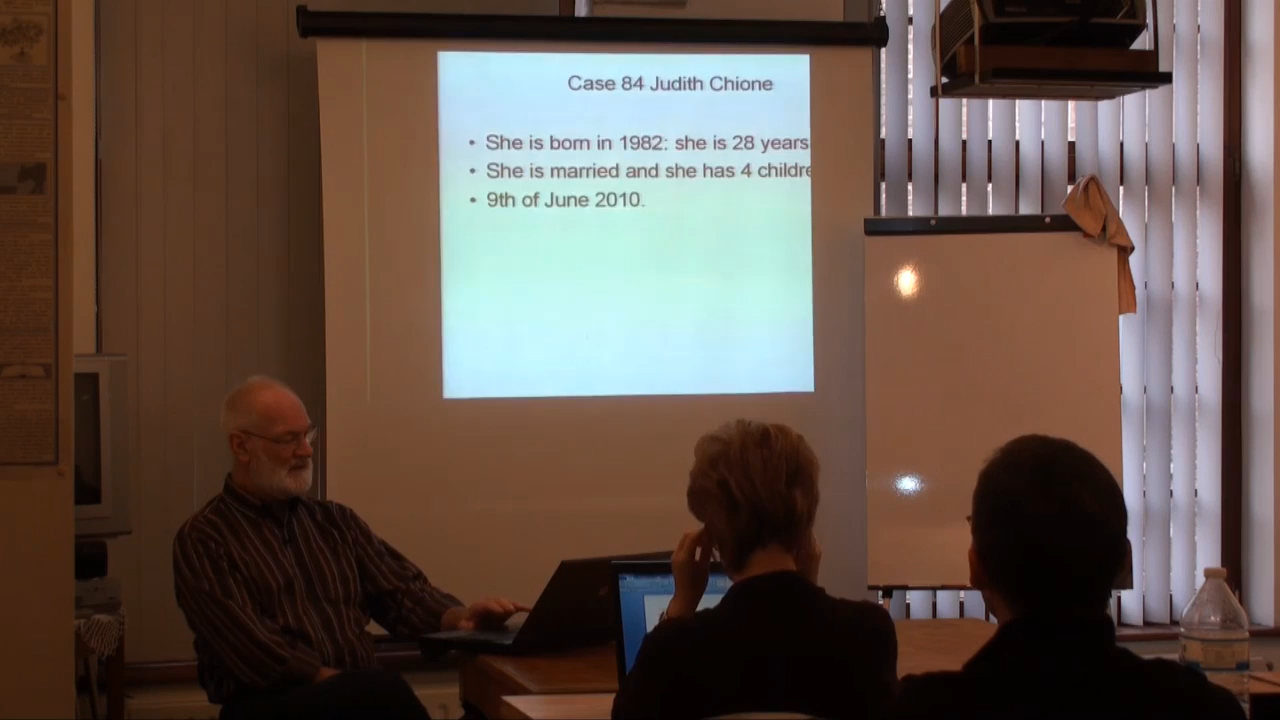 Case 84 Judith Chione
• She is born in 1982: she is 28 years
• She is married and she has 4 childre
• 9th of June 2010.